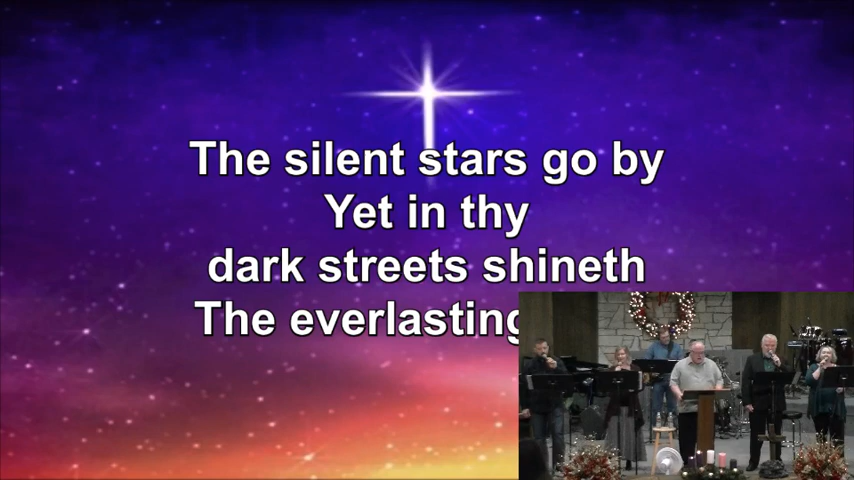 The silent stars go by
Yet in thy
dark streets shineth
The everlasting